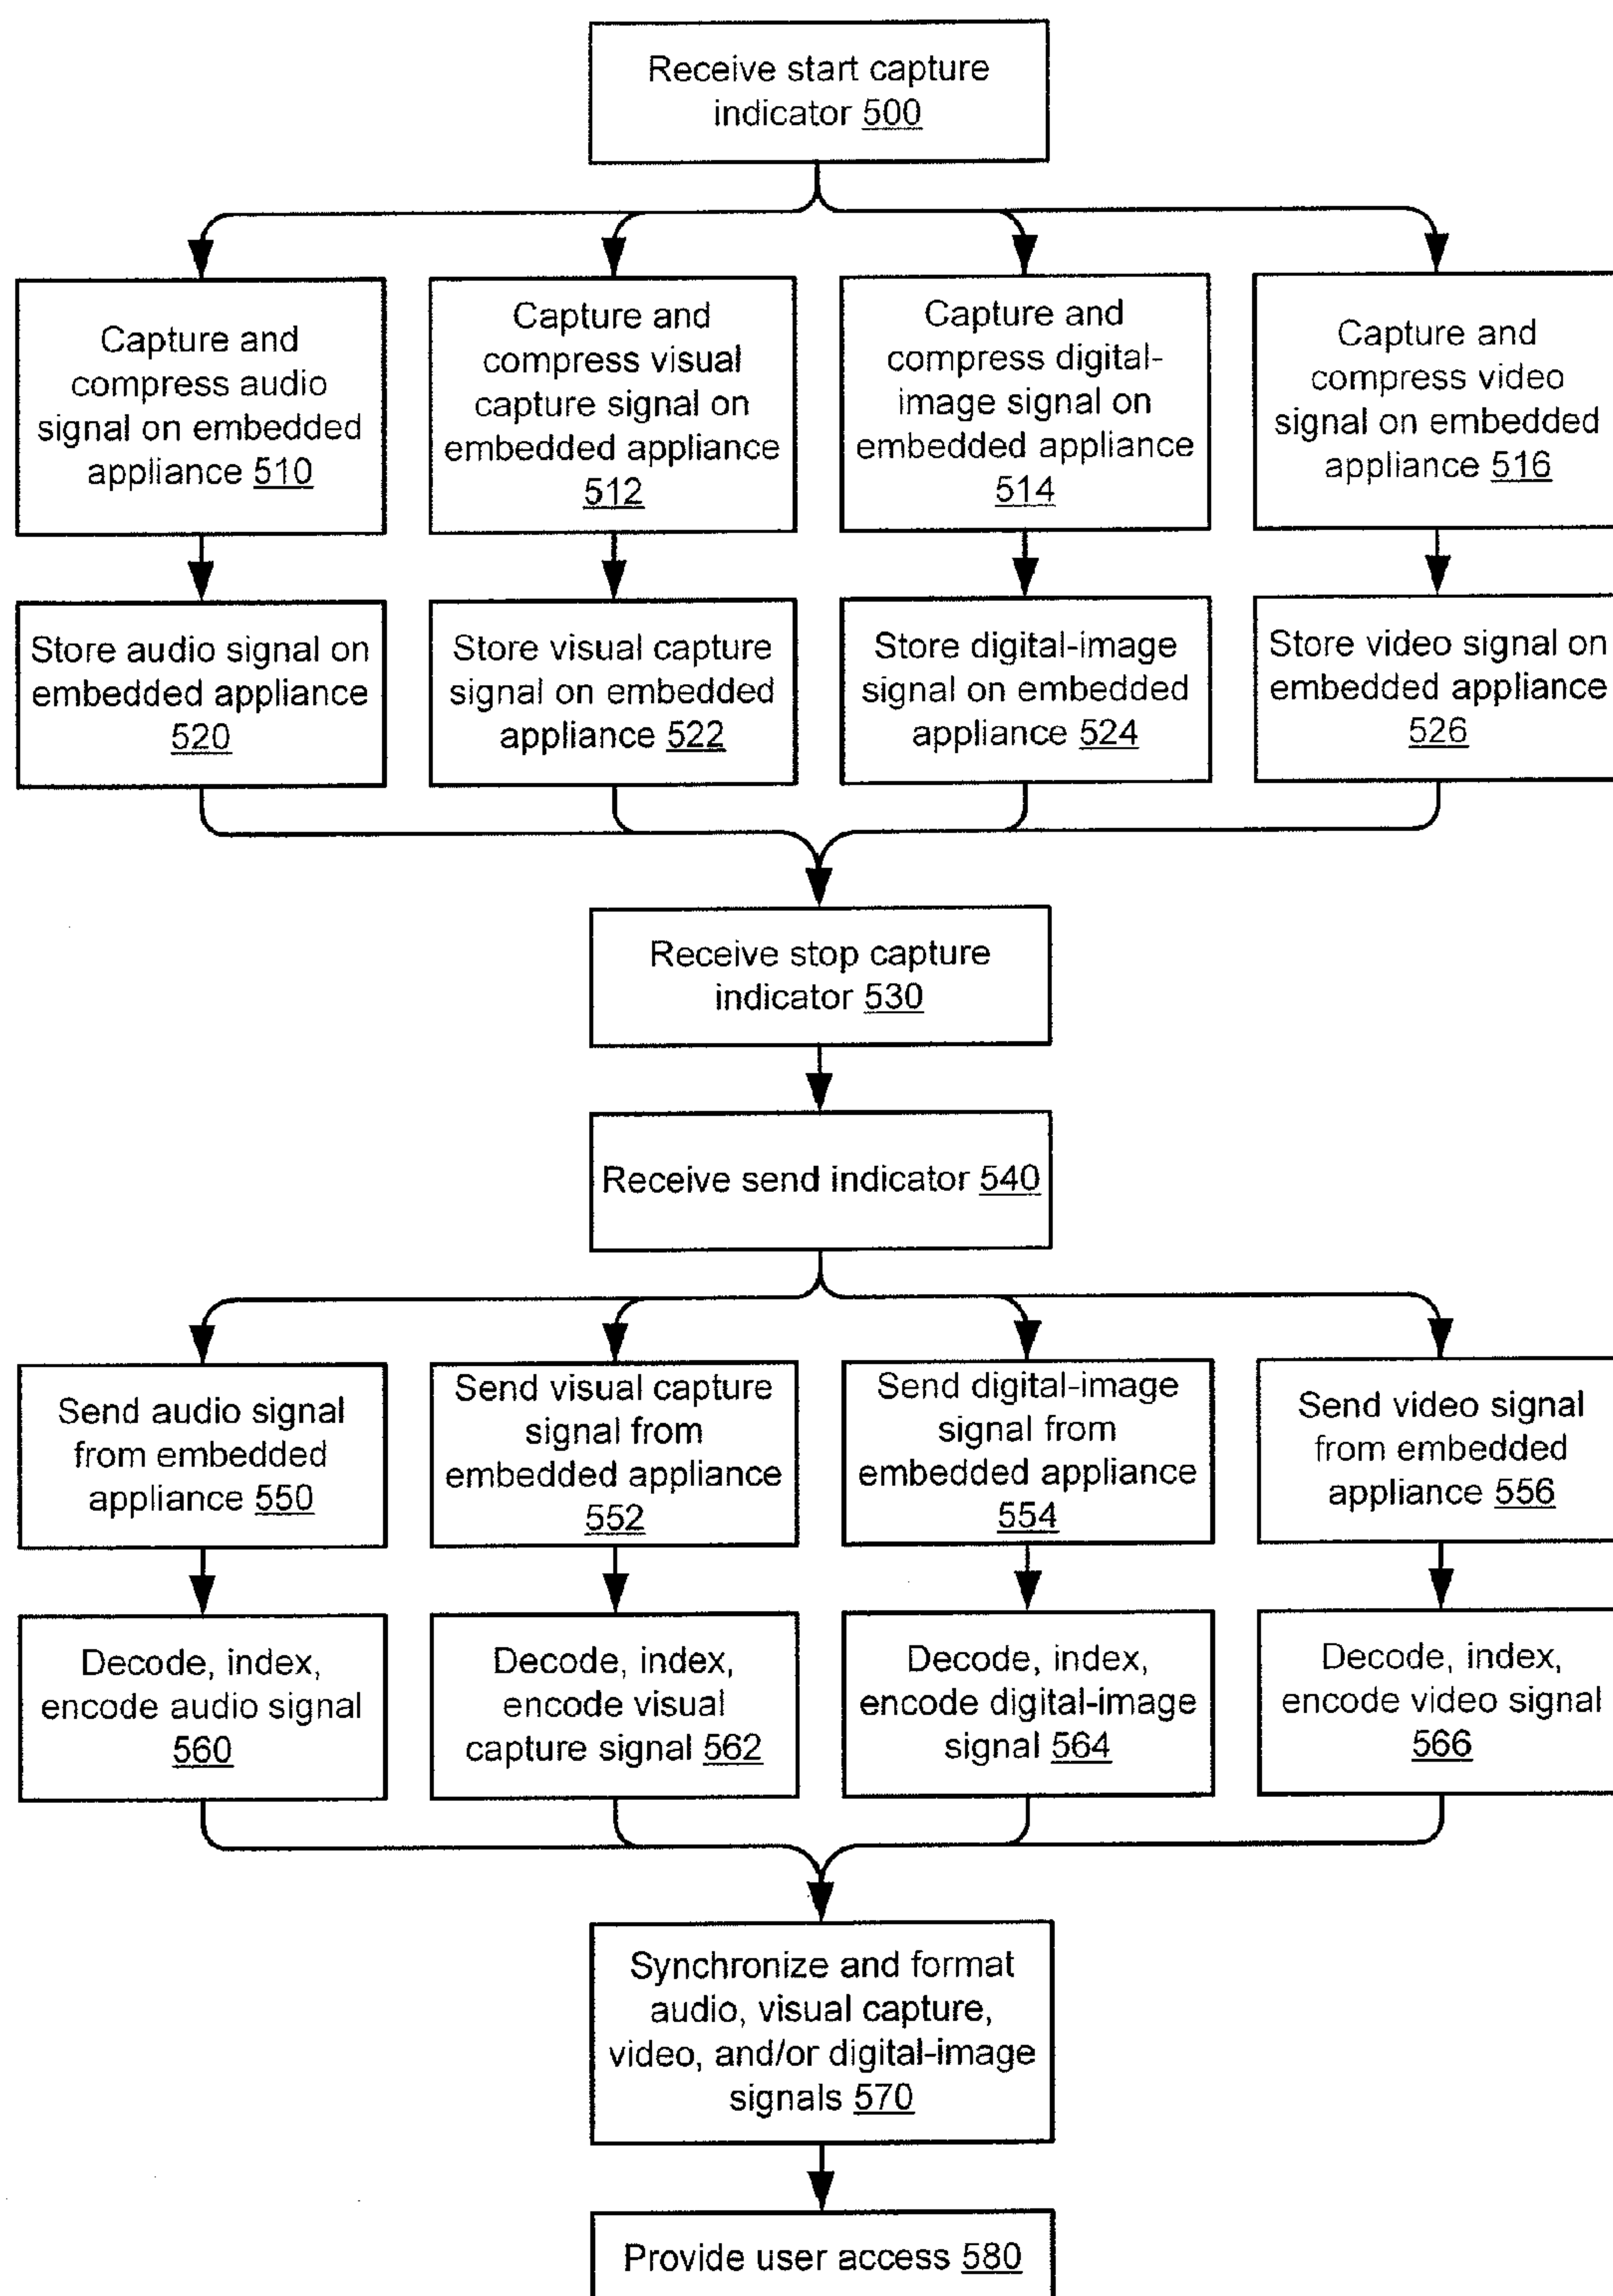 Receive start capture
indicator 500
Capture and
compress audio
signal on embedded
appliance 510
Capture and
compress visual
capture signal on
embedded appliance
512
Capture and
compress digital-
image signal on
embedded appliance
514
Capture and
compress video
signal on embedded
appliance 516
Store audio signal on
embedded appliance
520
Store visual capture
signal on embedded
appliance 522
Store digital-image
signal on embedded
appliance 524
Store video signal on
embedded appliance
526
Receive stop capture
indicator 530
Receive send indicator 540
Send audio signal
from embedded
appliance 550
Send visual capture
signal from
embedded appliance
552
Send digital-image
signal from
embedded appliance
554
Send video signal
from embedded
appliance 556
Decode, index,
encode audio signal
560
Decode, index,
encode visual
capture signal 562
Decode, index,
encode digital-image
signal 564
Decode, index,
encode video signal
566
Synchronize and format
audio, visual capture,
video, and/or digital-image
signals 570
Provide user access 580